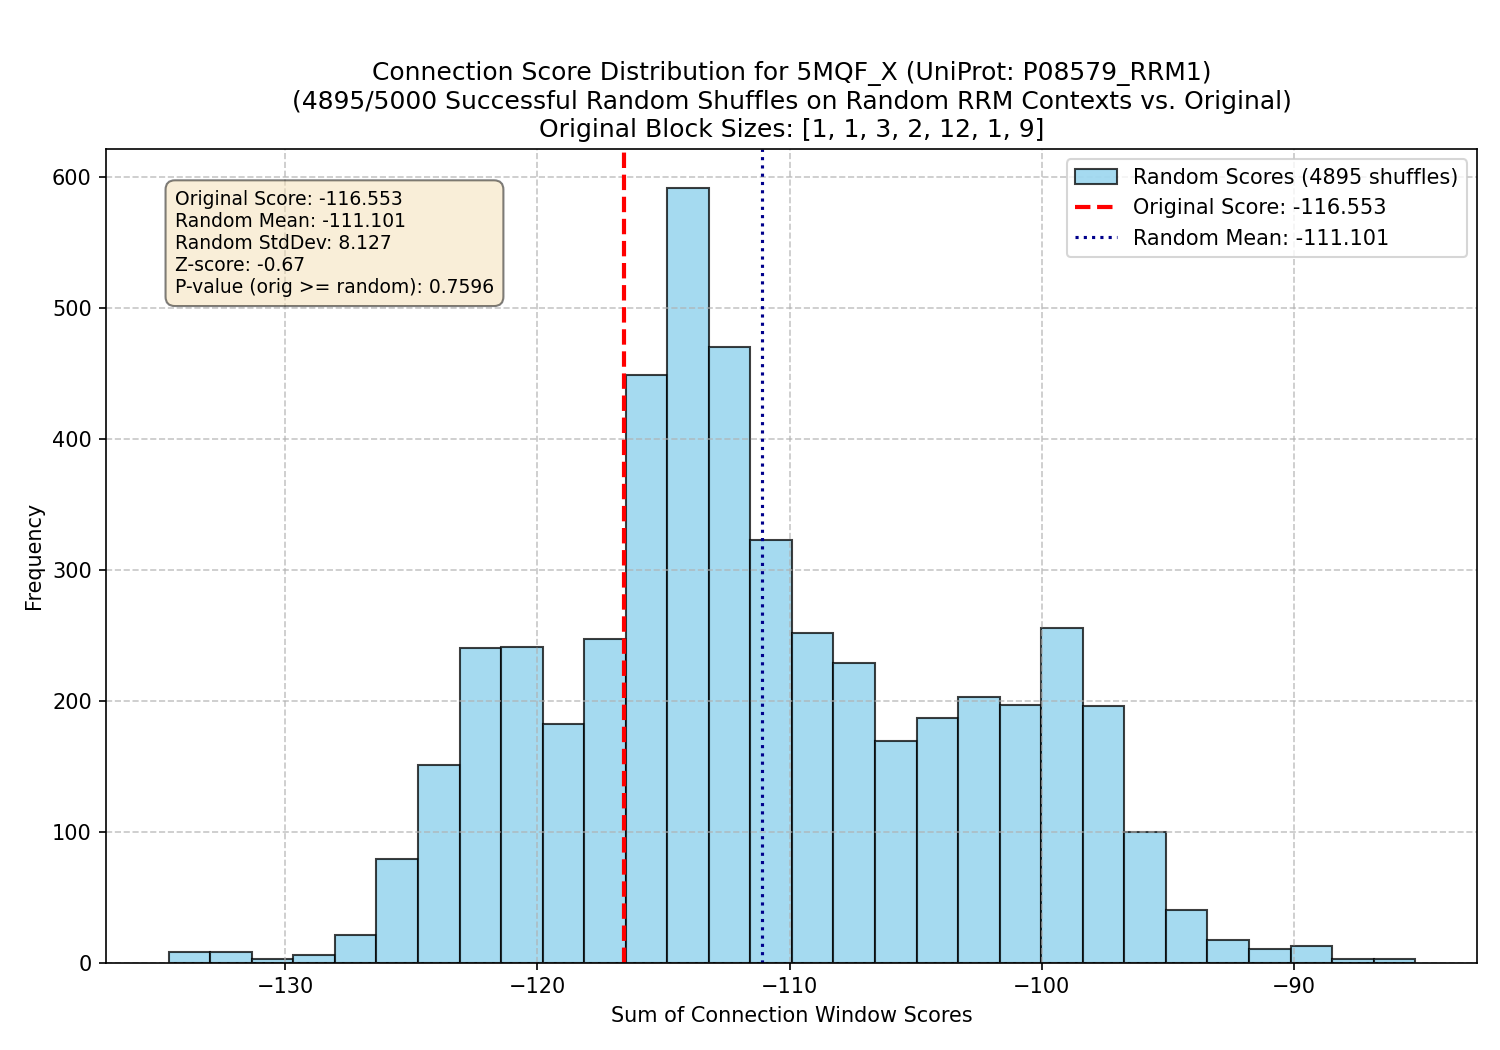 Connection Score Distribution for 5MQF_X (UniProt: P08579_RRM1)
(4895/5000 Successful Random Shuffles on Random RRM Contexts vs. Original)
Original Block Sizes: [1, 1, 3, 2, 12, 1, 9]
Original Score: -116.553
Random Mean: -111.101
Random StdDev: 8.127
Z-score: -0.67
P-value (orig >= random): 0.7596
Random Scores (4895 shuffles)
Original Score: -116.553
Random Mean: -111.101
Frequency
600
500
400
300
200
100
0
−130
−120
−110
−100
−90
Sum of Connection Window Scores